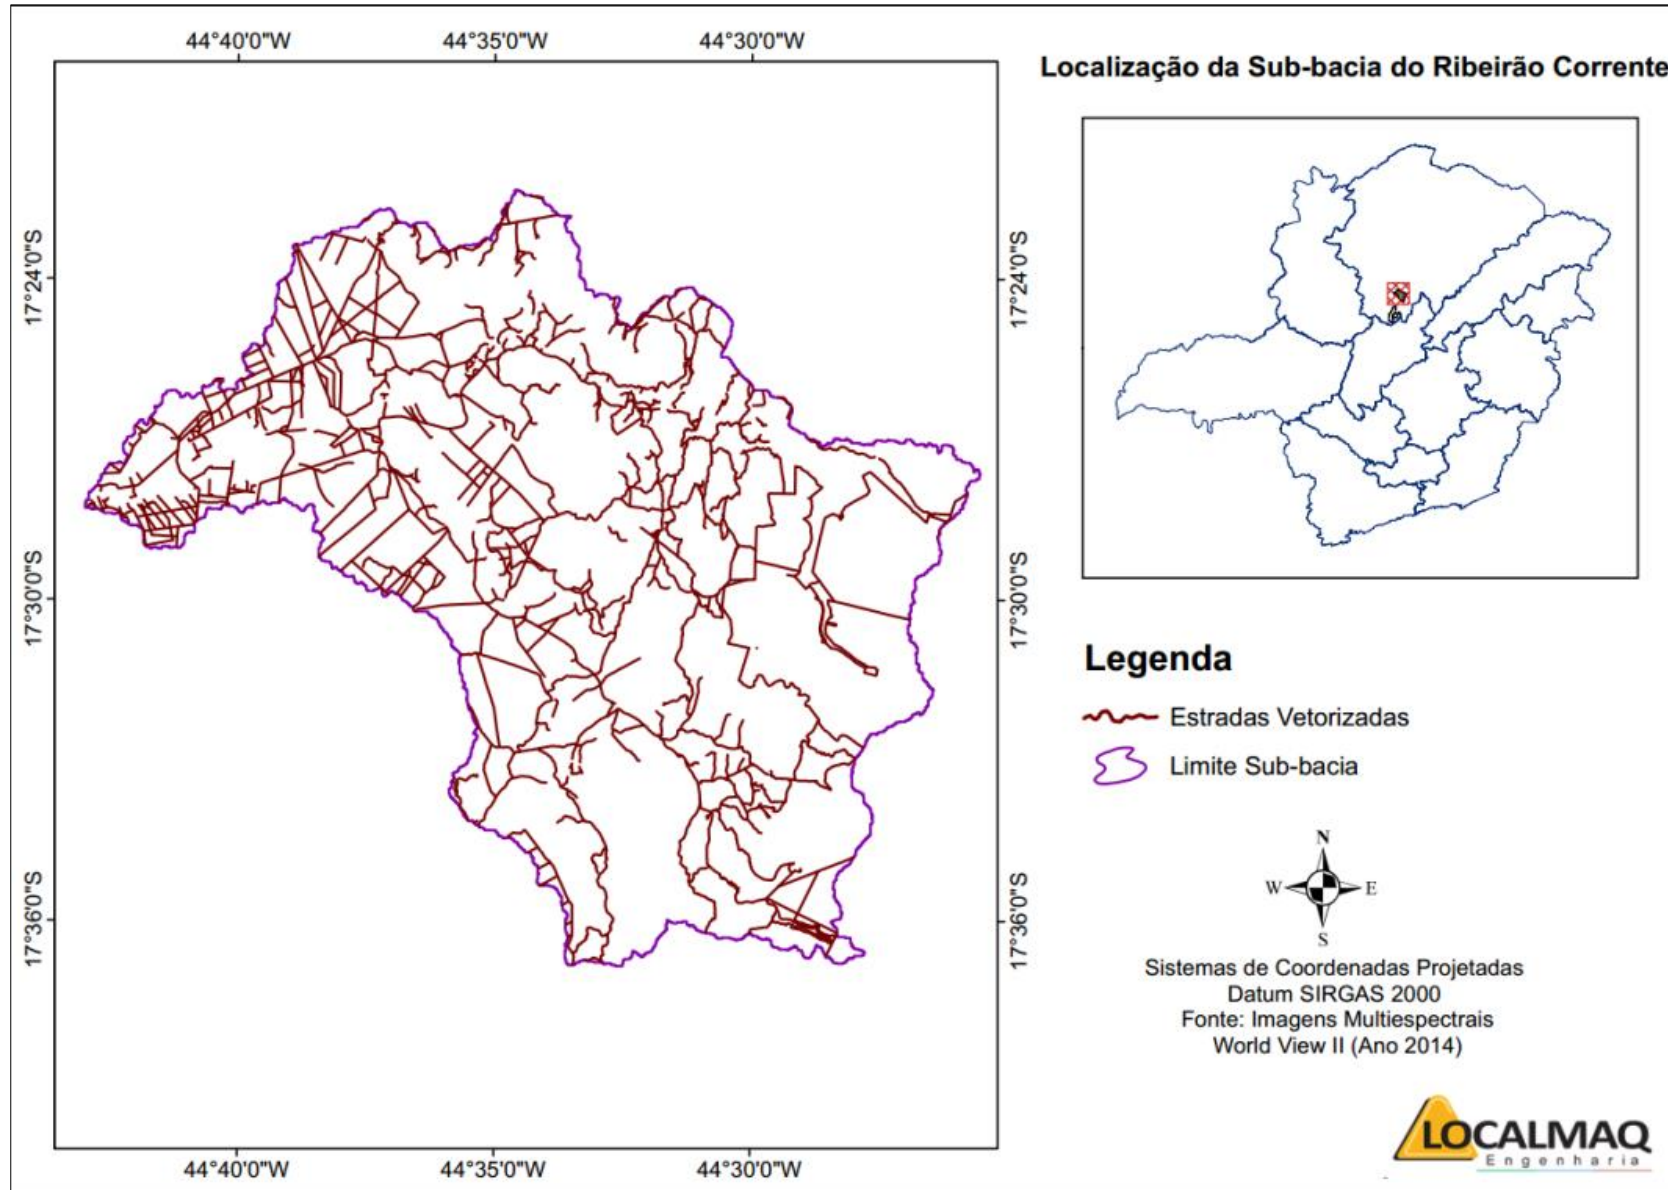 44°40'0"W 44°35'0"W 44°30'0"W
Localização da Sub-bacia do Ribeirão Corrente
17°24'0"S 17°24'0"S
17°30'0"S 17°30'0"S
17°36'0"S 17°36'0"S
44°40'0"W 44°35'0"W 44°30'0"W
Legenda
Estradas Vetorizadas
Limite Sub-bacia
N
W E
S
Sistemas de Coordenadas Projetadas
Datum SIRGAS 2000
Fonte: Imagens Multiespectrais
World View II (Ano 2014)
LOCALMAQ
Engenharia